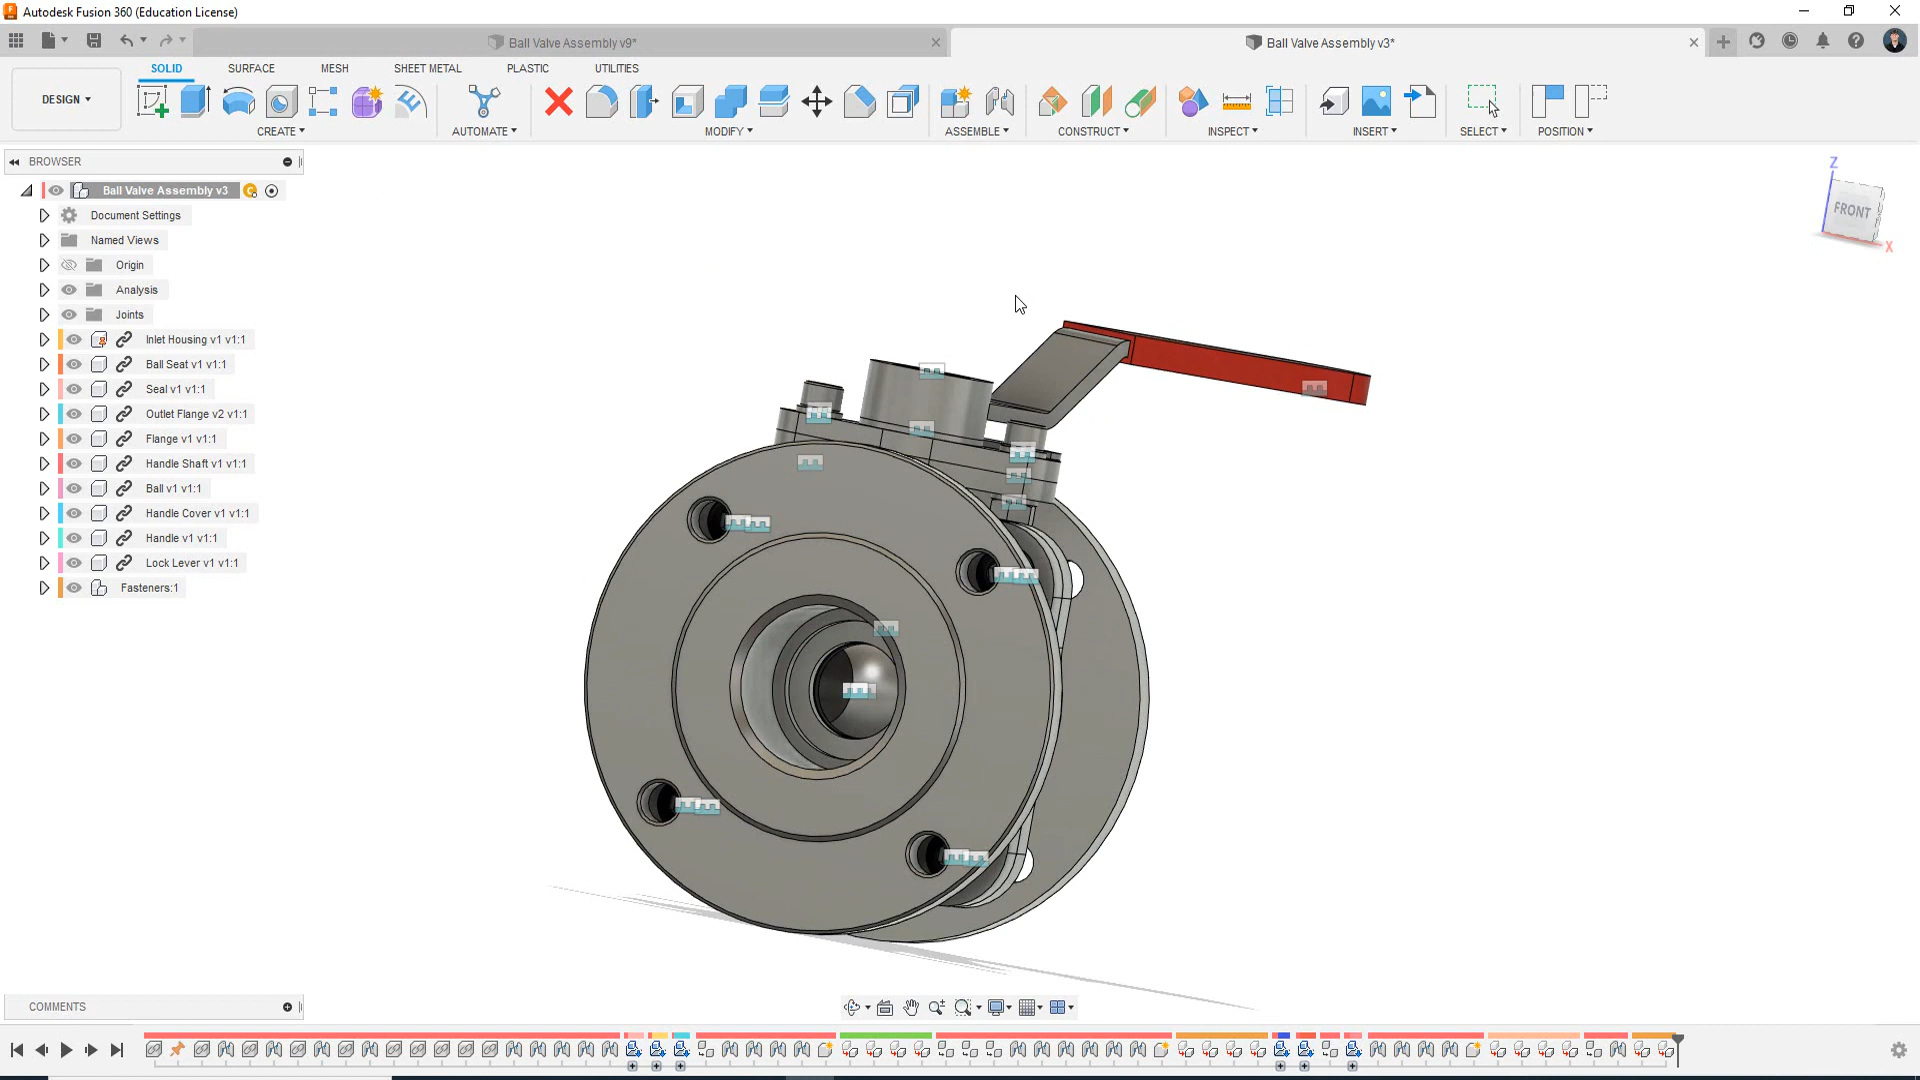 Autodesk Fusion 360 (Education License)
Ball Valve Assembly v9*
Ball Valve Assembly v3*
SOLID
SURFACE
MESH
SHEET METAL
PLASTIC
UTILITIES
DESIGN
CREATE
AUTOMATE
MODIFY
ASSEMBLE
CONSTRUCT
INSPECT
INSERT
SELECT
POSITION
BROWSER
Ball Valve Assembly v3
Document Settings
Named Views
Origin
Analysis
Joints
Inlet Housing v1 v1:1
Ball Seat v1 v1:1
Seal v1 v1:1
Outlet Flange v2 v1:1
Flange v1 v1:1
Handle Shaft v1 v1:1
Ball v1 v1:1
Handle Cover v1 v1:1
Handle v1 v1:1
Lock Lever v1 v1:1
Fasteners:1
Z
FRONT
X
COMMENTS